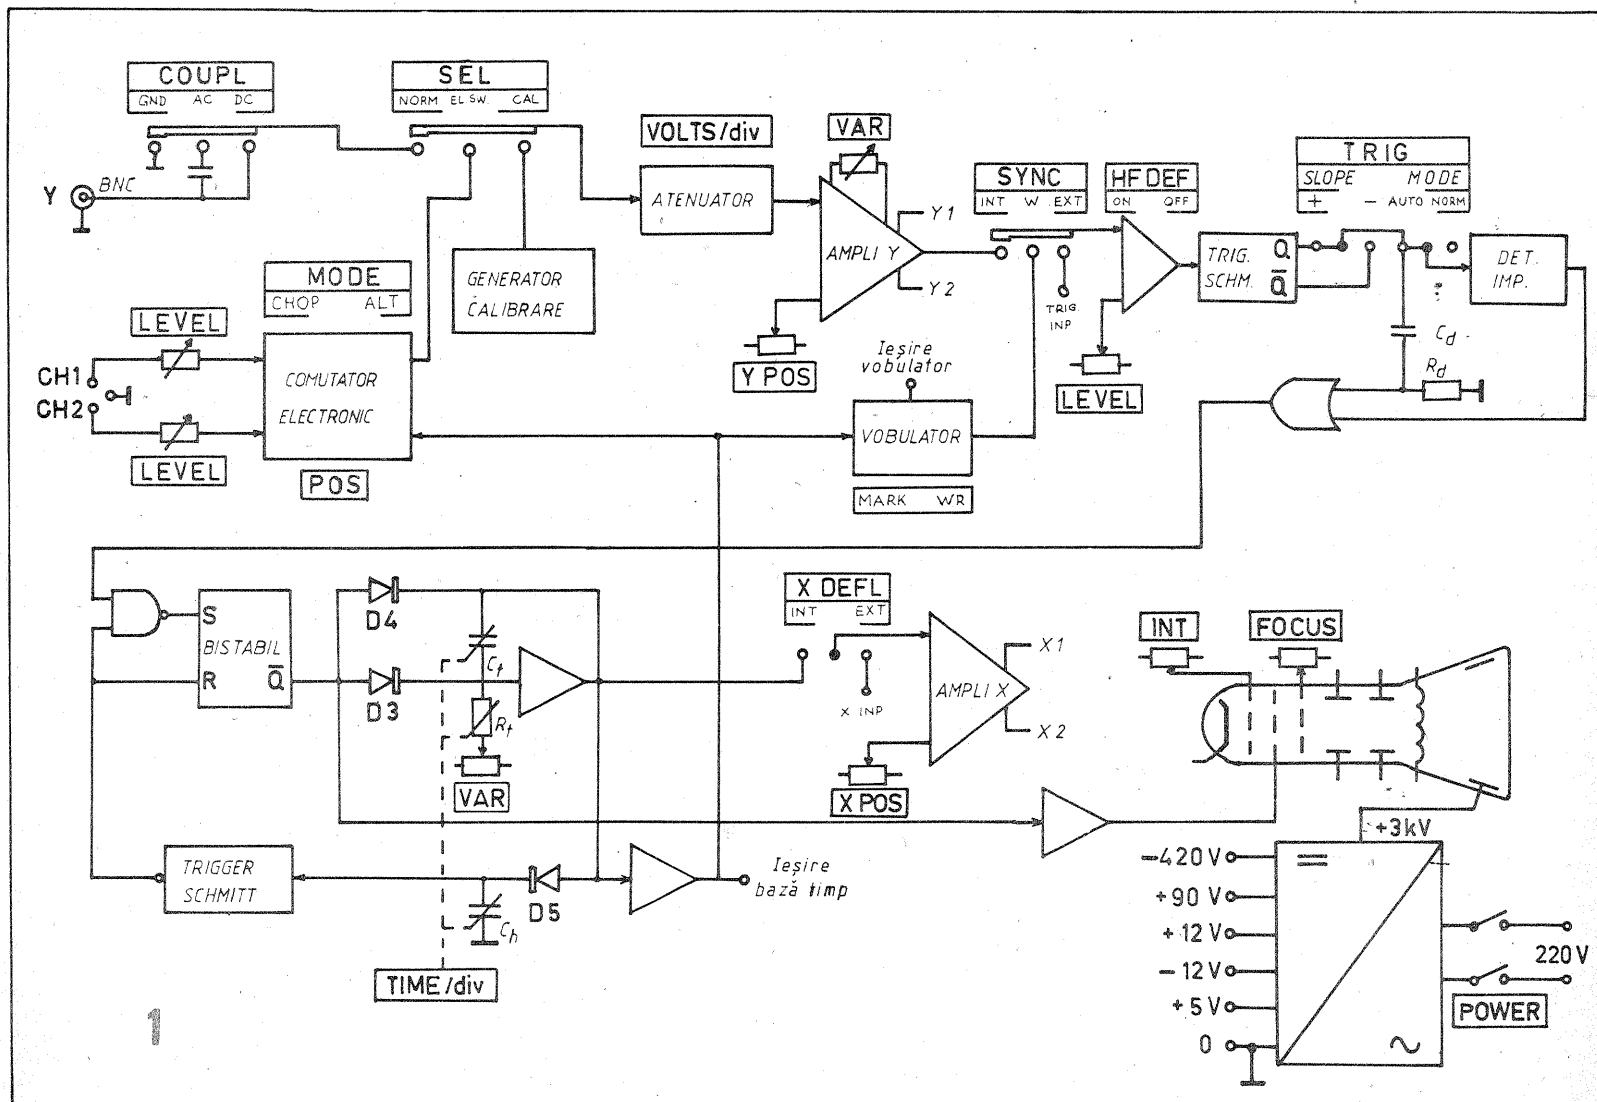 COUPL
GND AC DC
SEL
NORM EL SW. CAL
VOLTS/div
VAR
SYNC
INT W EXT
HF DEF
ON OFF
TRIG
SLOPE MODE
+ - AUTO NORM
Y
BNC
ATENUATOR
Y1
AMPLI Y
Y2
TRIG.
SCHM.
Q
Q̅
DET.
IMP.
GENERATOR
CALIBRARE
MODE
CHOP ALT
TRIG.
INP
LEVEL
CH1
CH2
COMUTATOR
ELECTRONIC
LEVEL
POS
Y POS
Ieșire
vobulator
VOBULATOR
MARK WR
LEVEL
Cd
Rd
S
BISTABIL
R Q̅
D4
D3
Ct
Rt
VAR
X DEFL
INT EXT
X INP
X1
AMPLI X
X2
X POS
INT
FOCUS
TRIGGER
SCHMITT
D5
Ch
TIME/div
Ieșire
bază timp
+3kV
-420V
+90V
+12V
-12V
+5V
0
220V
POWER
1